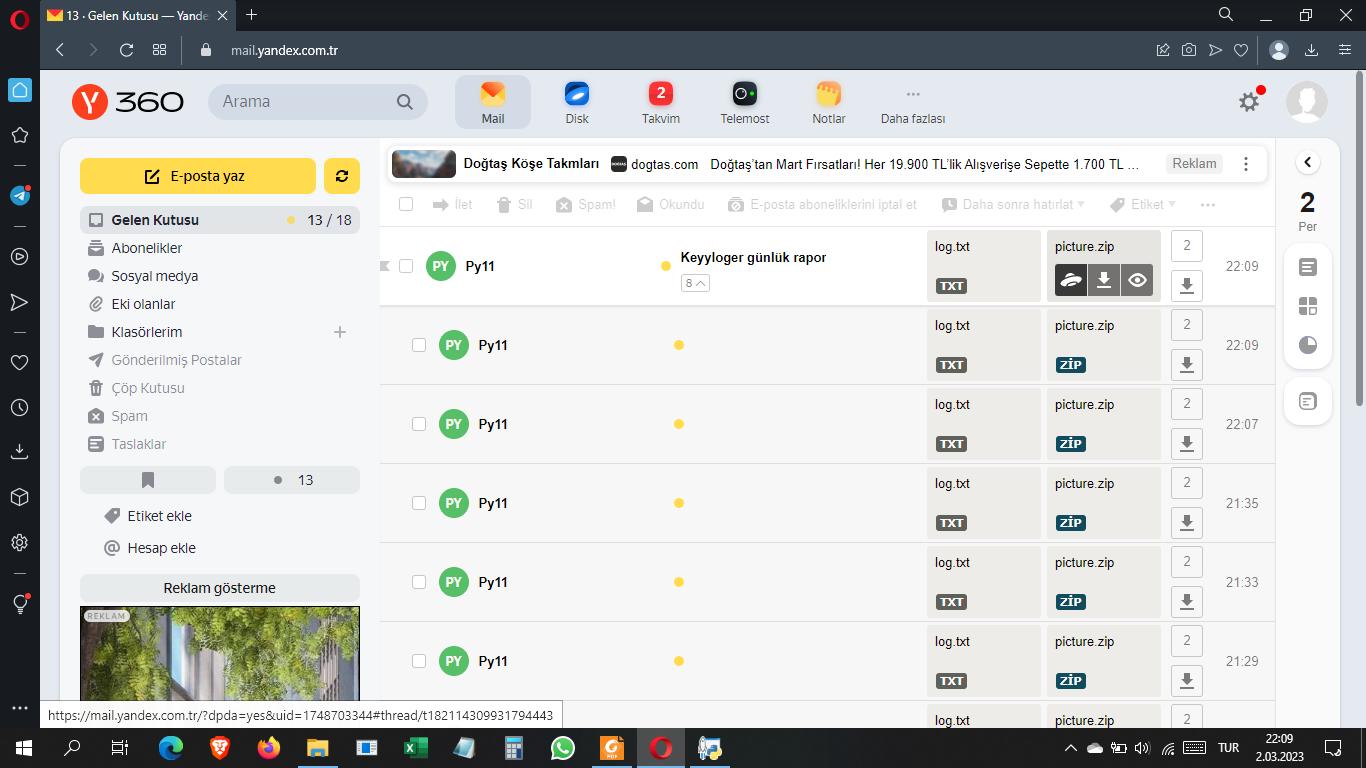 13 · Gelen Kutusu — Yande
mail.yandex.com.tr
360
Arama
Mail
Disk
2
Takvim
Telemost
Notlar
Daha fazlası
E-posta yaz
Gelen Kutusu
13 / 18
Abonelikler
Sosyal medya
Eki olanlar
Klasörlerim
Gönderilmiş Postalar
Çöp Kutusu
Spam
Taslaklar
13
Etiket ekle
Hesap ekle
Reklam gösterme
REKLAM
Doğtaş Köşe Takmları
dogtas.com
Doğtaş'tan Mart Fırsatları! Her 19.900 TL'lik Alışverişe Sepette 1.700 TL ...
Reklam
İlet
Sil
Spam!
Okundu
E-posta aboneliklerini iptal et
Daha sonra hatırlat
Etiket
PY Py11
Keyyloger günlük rapor
8
log.txt
TXT
picture.zip
2
22:09
PY Py11
log.txt
TXT
picture.zip
ZİP
2
22:09
PY Py11
log.txt
TXT
picture.zip
ZİP
2
22:07
PY Py11
log.txt
TXT
picture.zip
ZİP
2
21:35
PY Py11
log.txt
TXT
picture.zip
ZİP
2
21:33
PY Py11
log.txt
TXT
picture.zip
ZİP
2
21:29
log.txt
picture.zip
2
2
Per
https://mail.yandex.com.tr/?dpda=yes&uid=1748703344#thread/t182114309931794443
TUR
22:09
2.03.2023